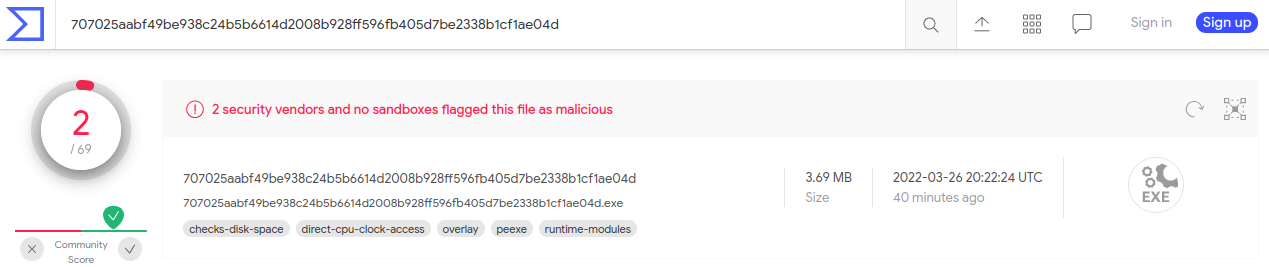 707025aabf49be938c24b5b6614d2008b928ff596fb405d7be2338b1cf1ae04d
Sign in
Sign up
2
/ 69
2 security vendors and no sandboxes flagged this file as malicious
707025aabf49be938c24b5b6614d2008b928ff596fb405d7be2338b1cf1ae04d
707025aabf49be938c24b5b6614d2008b928ff596fb405d7be2338b1cf1ae04d.exe
checks-disk-space direct-cpu-clock-access overlay peexe runtime-modules
3.69 MB
Size
2022-03-26 20:22:24 UTC
40 minutes ago
EXE
Community
Score